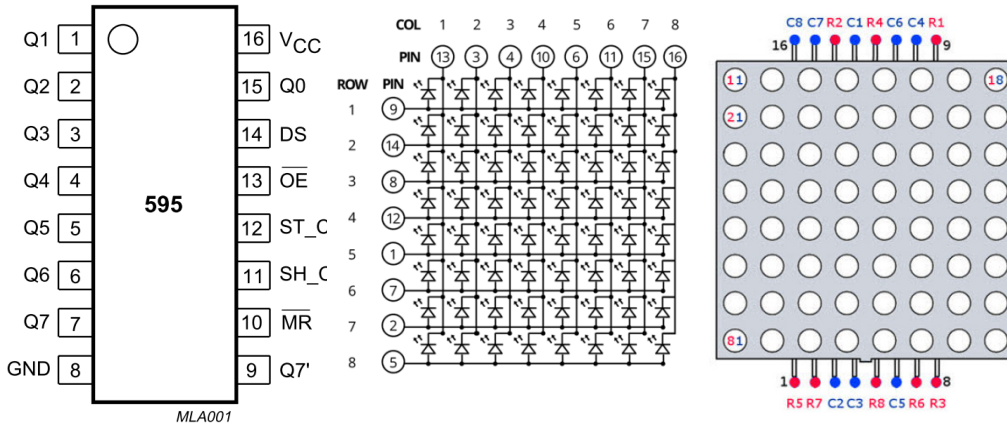 Q1 1 16 VCC
Q2 2 15 Q0
Q3 3 14 DS
Q4 4 13 OE
595
Q5 5 12 ST_C
Q6 6 11 SH_C
Q7 7 10 MR
GND 8 9 Q7'
MLA001
COL 1 2 3 4 5 6 7 8
PIN 13 3 4 10 6 11 15 16
ROW PIN
1 9
2 14
3 8
4 12
5 1
6 7
7 2
8 5
C8 C7 R2 C1 R4 C6 C4 R1
16 9
11 18
21
81
1 8
R5 R7 C2 C3 R8 C5 R6 R3